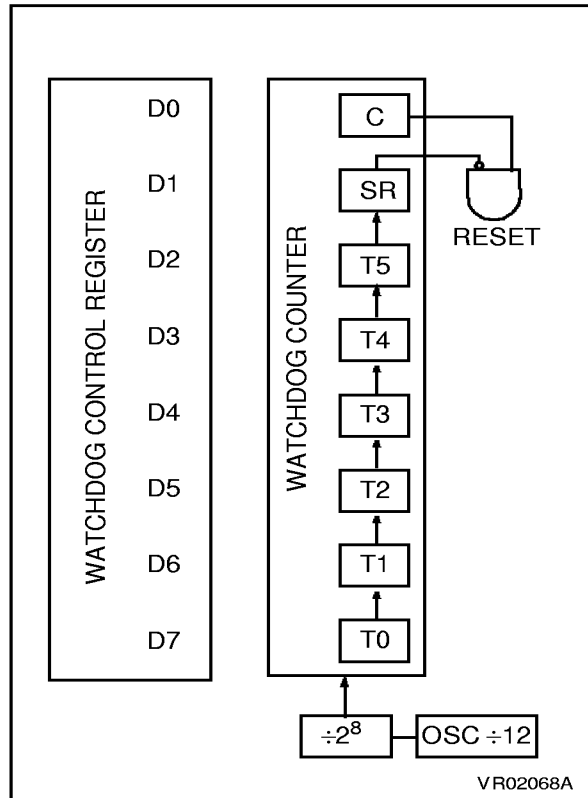 WATCHDOG CONTROL REGISTER
D0
D1
D2
D3
D4
D5
D6
D7
WATCHDOG COUNTER
C
SR
T5
T4
T3
T2
T1
T0
RESET
÷2⁸
OSC ÷12
VR02068A